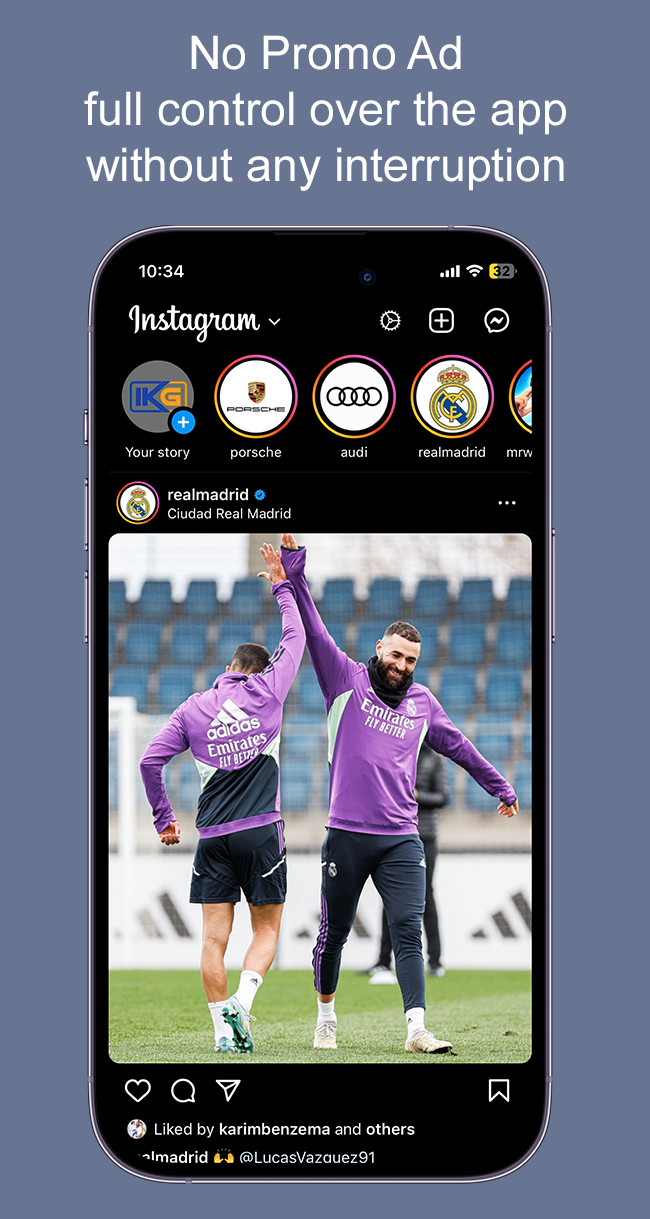 No Promo Ad
full control over the app
without any interruption
10:34
32
Instagram
IKG
PORSCHE
Your story
porsche
audi
realmadrid
mrw
realmadrid
Ciudad Real Madrid
adidas
Emirates
FLY BETTER
Emirates
FLY BETTER
Liked by karimbenzema and others
almadrid 🙌 @LucasVazquez91